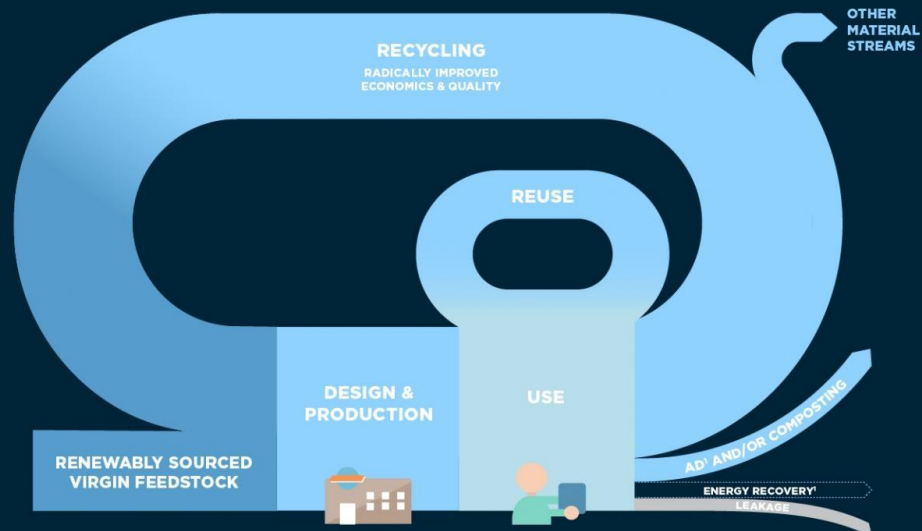 OTHER
MATERIAL
STREAMS
RECYCLING
RADICALLY IMPROVED
ECONOMICS & QUALITY
REUSE
DESIGN &
PRODUCTION
USE
RENEWABLY SOURCED
VIRGIN FEEDSTOCK
AD¹ AND/OR COMPOSTING
ENERGY RECOVERY¹
LEAKAGE